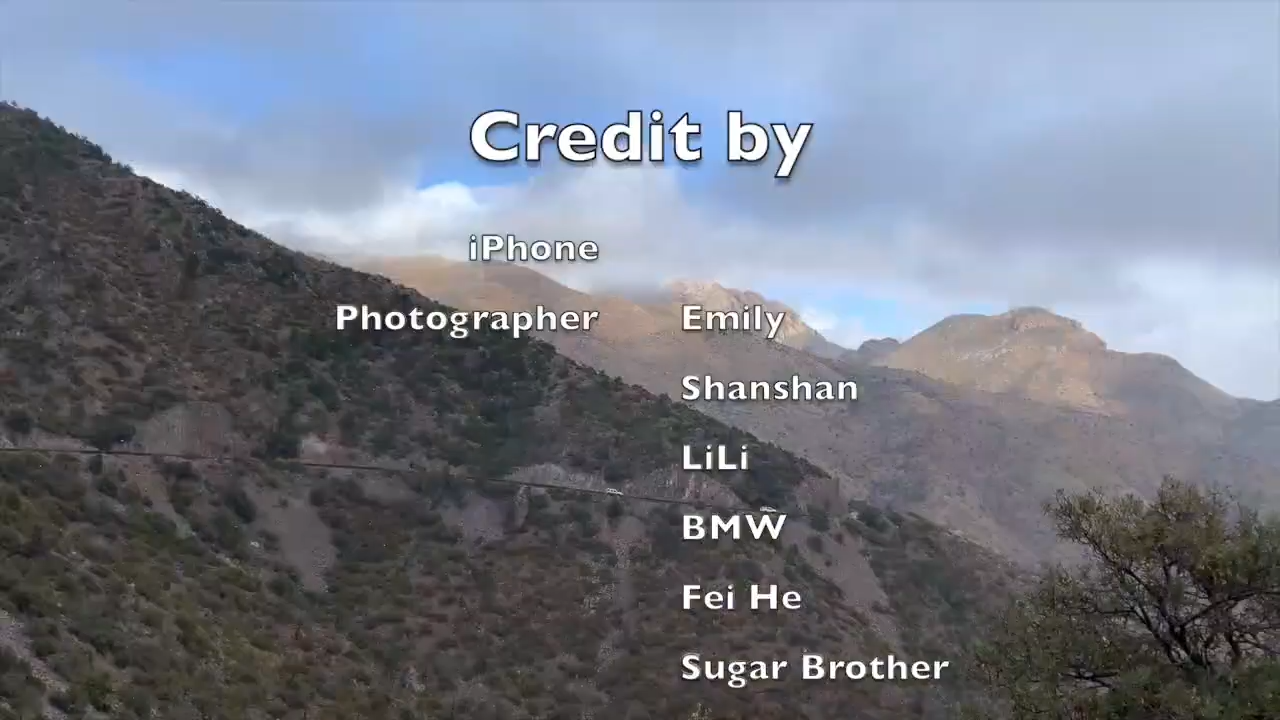 Credit by
iPhone
Photographer Emily
Shanshan
LiLi
BMW
Fei He
Sugar Brother